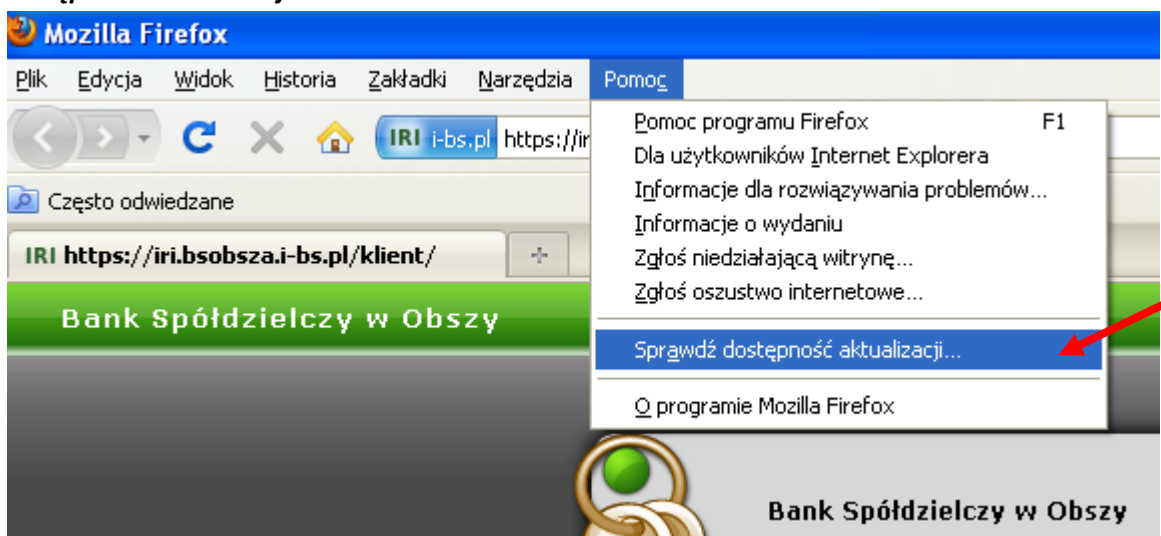 Mozilla Firefox
Plik Edycja Widok Historia Zakładki Narzędzia Pomoc
IRI i-bs.pl https://ir
Pomoc programu Firefox F1
Dla użytkowników Internet Explorera
Informacje dla rozwiązywania problemów...
Informacje o wydaniu
Zgłoś niedziałającą witrynę...
Zgłoś oszustwo internetowe...
Sprawdź dostępność aktualizacji...
O programie Mozilla Firefox
Często odwiedzane
IRI https://iri.bsobsza.i-bs.pl/klient/
Bank Spółdzielczy w Obszy
Bank Spółdzielczy w Obszy